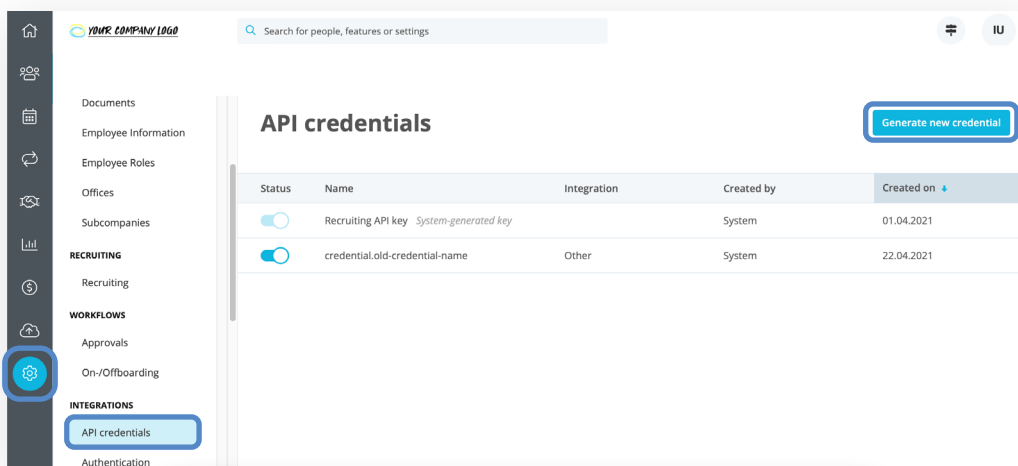 YOUR COMPANY LOGO
Search for people, features or settings
IU
Documents
Employee Information
Employee Roles
Offices
Subcompanies
RECRUITING
Recruiting
WORKFLOWS
Approvals
On-/Offboarding
INTEGRATIONS
API credentials
Authentication
API credentials
Generate new credential
Status Name Integration Created by Created on
Recruiting API key System-generated key System 01.04.2021
credential.old-credential-name Other System 22.04.2021